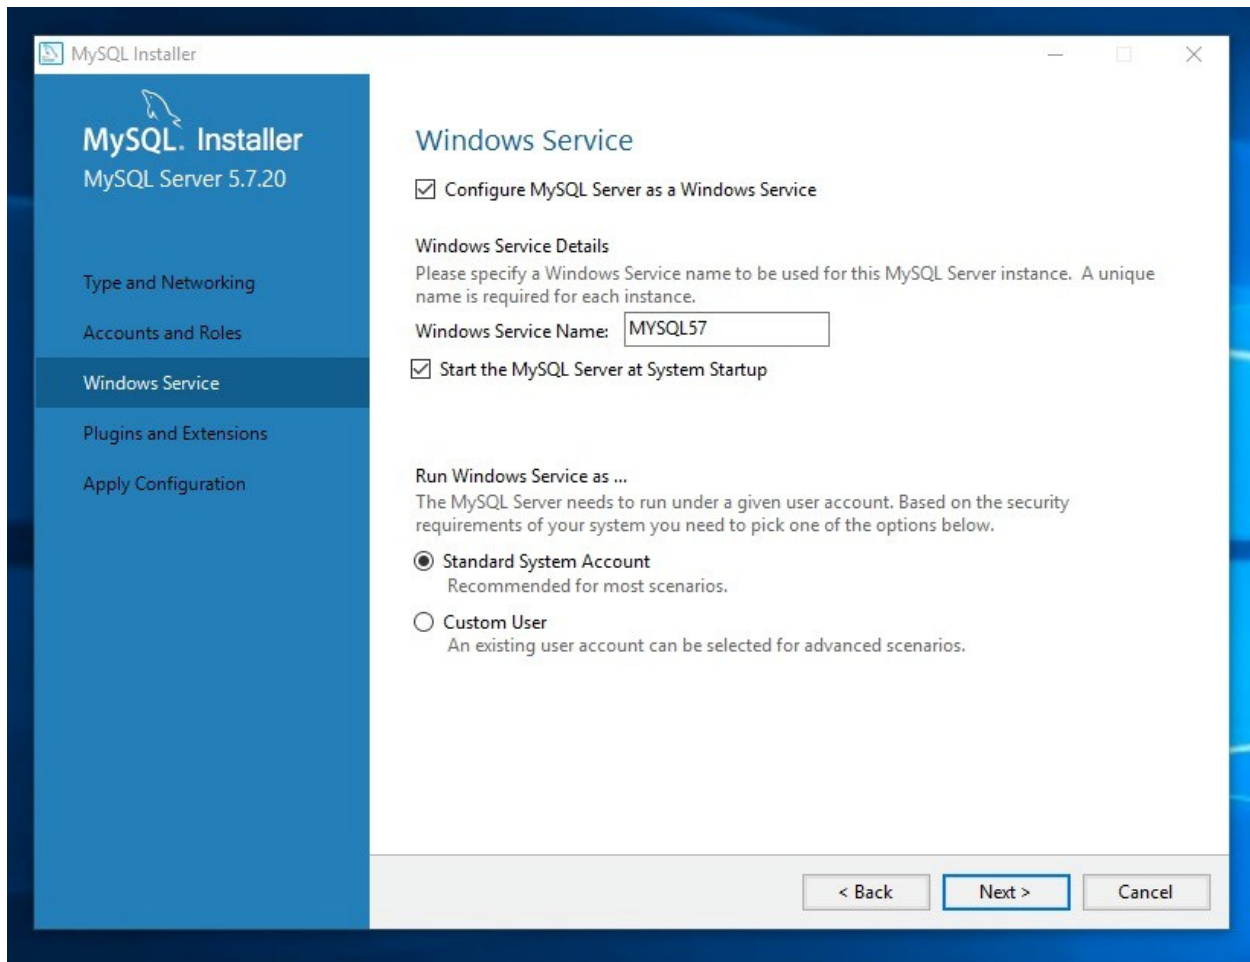 MySQL Installer
MySQL. Installer
MySQL Server 5.7.20
Type and Networking
Accounts and Roles
Windows Service
Plugins and Extensions
Apply Configuration
Windows Service
Configure MySQL Server as a Windows Service
Windows Service Details
Please specify a Windows Service name to be used for this MySQL Server instance. A unique
name is required for each instance.
Windows Service Name: MYSQL57
Start the MySQL Server at System Startup
Run Windows Service as ...
The MySQL Server needs to run under a given user account. Based on the security
requirements of your system you need to pick one of the options below.
Standard System Account
Recommended for most scenarios.
Custom User
An existing user account can be selected for advanced scenarios.
< Back Next > Cancel